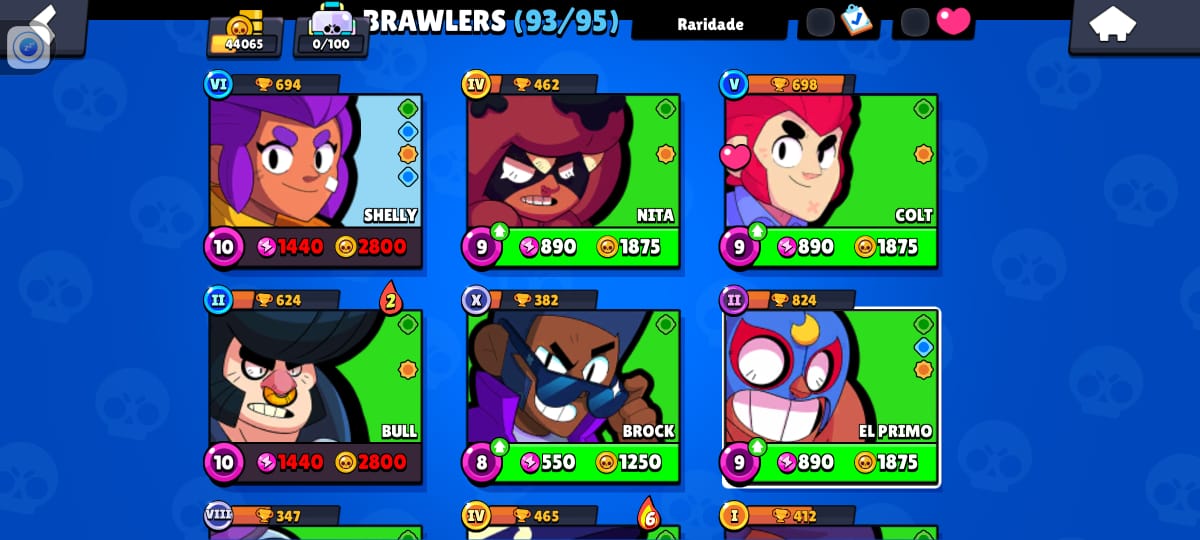 BRAWLERS (93/95)
Raridade
44065
0/100
VI 694
IV 462
V 698
SHELLY
NITA
COLT
10 1440 2800
9 890 1875
9 890 1875
II 624
2
X 382
II 824
BULL
BROCK
EL PRIMO
10 1440 2800
8 550 1250
9 890 1875
VIII 347
IV 465
6
I 412